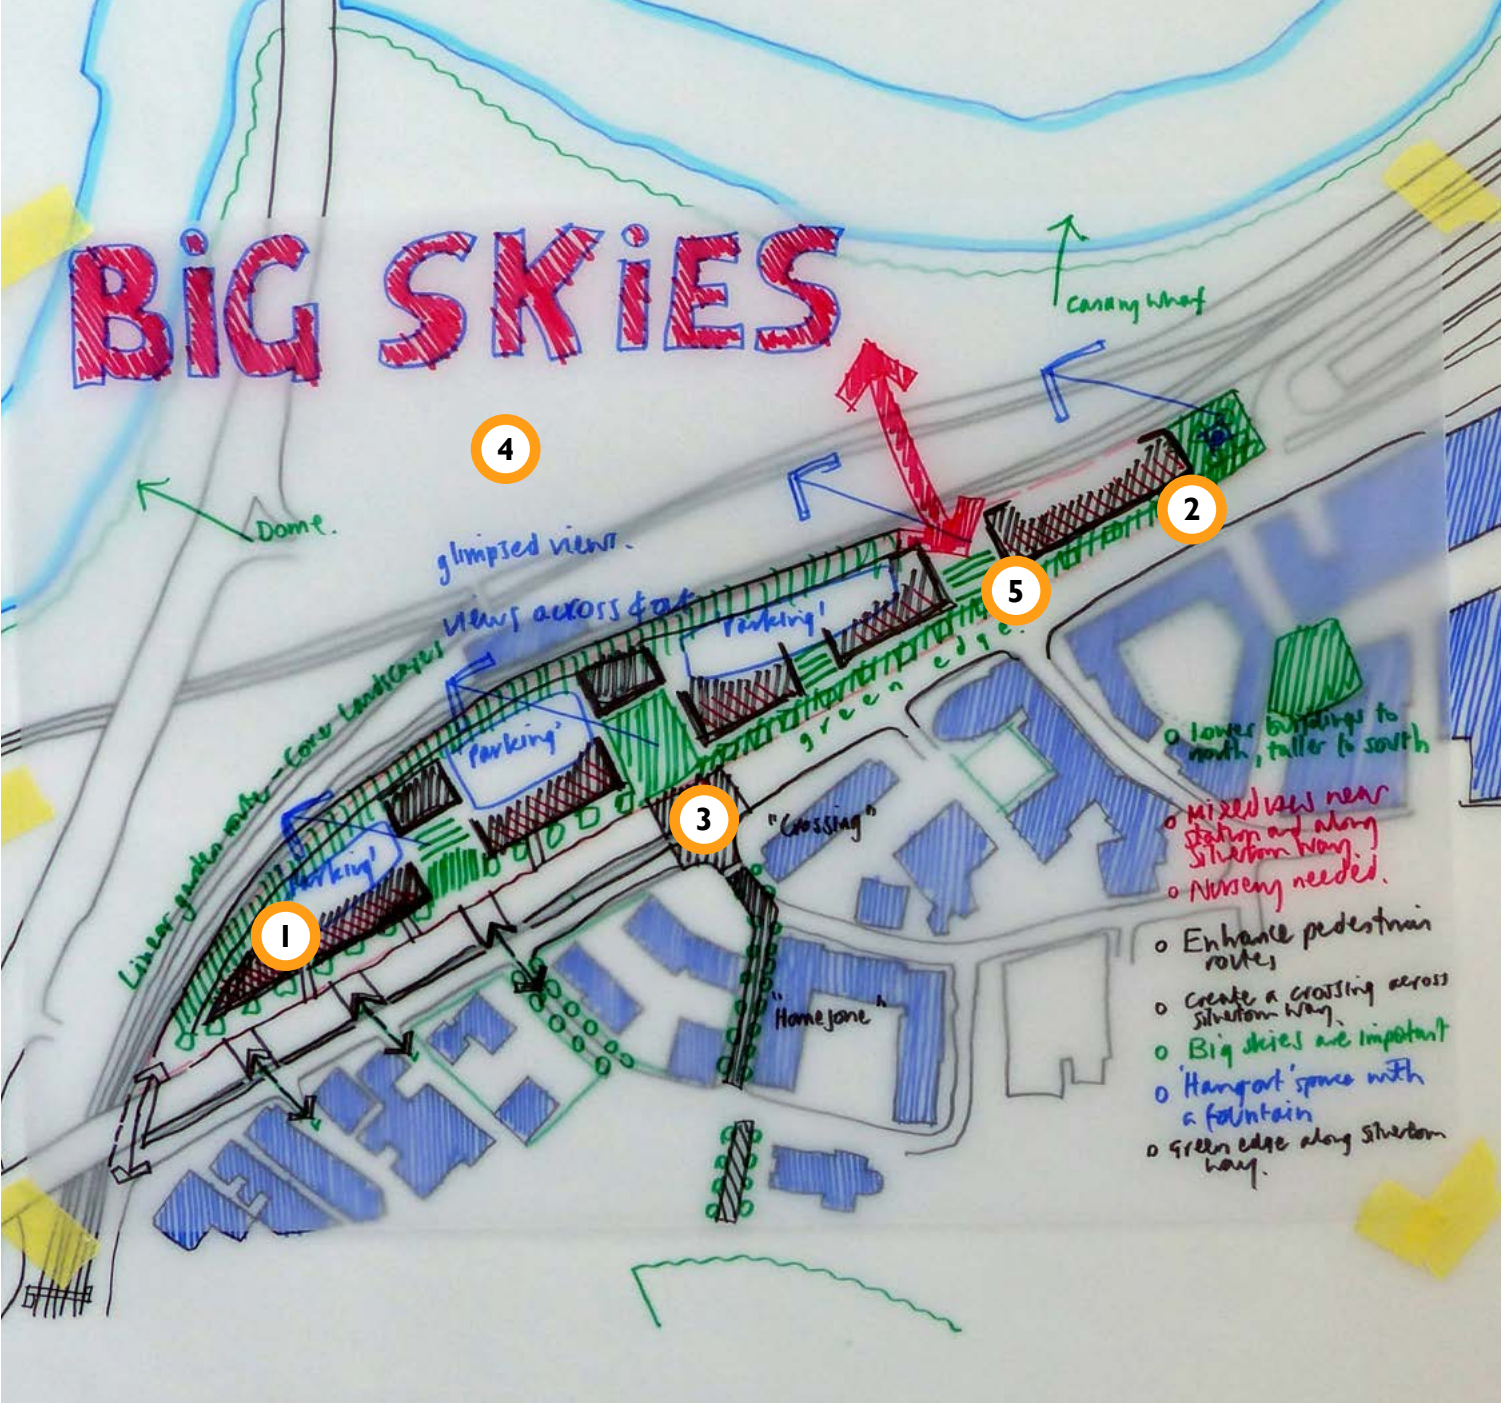 BiG SKiES
Canary Wharf
4
Dome.
2
glimpsed views.
5
views across & out
Parking'
green edge.
Linear garden route - Core Landscapes
Parking'
3
"Crossing"
Parking'
1
"Homezone"
o Lower buildings to
north, taller to south
o Mixed uses near
station and along
Silvertown Way
o Nursery needed.
o Enhance pedestrian
routes
o Create a crossing across
Silvertown Way.
o Big skies are important
o 'Hangout' space with
a fountain
o Green edge along Silvertown
Way.